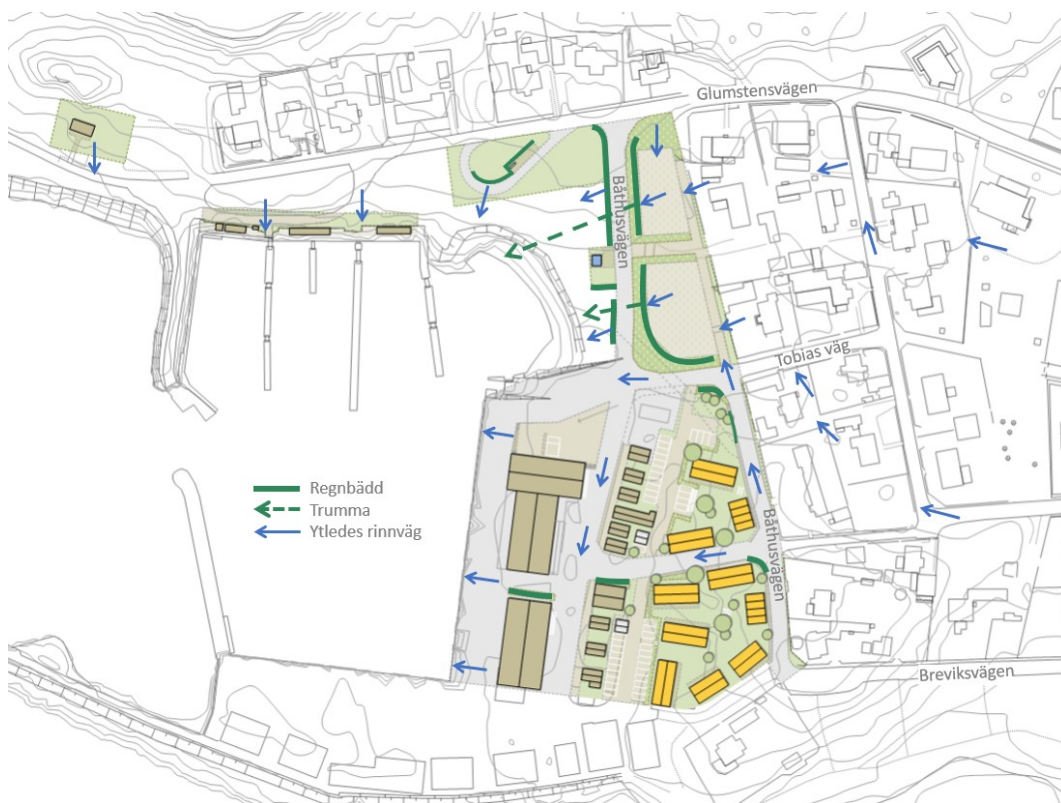 Glumstensvägen
Båthusvägen
Tobias väg
Regnbädd
Trumma
Ytledes rinnväg
Båthusvägen
Breviksvägen